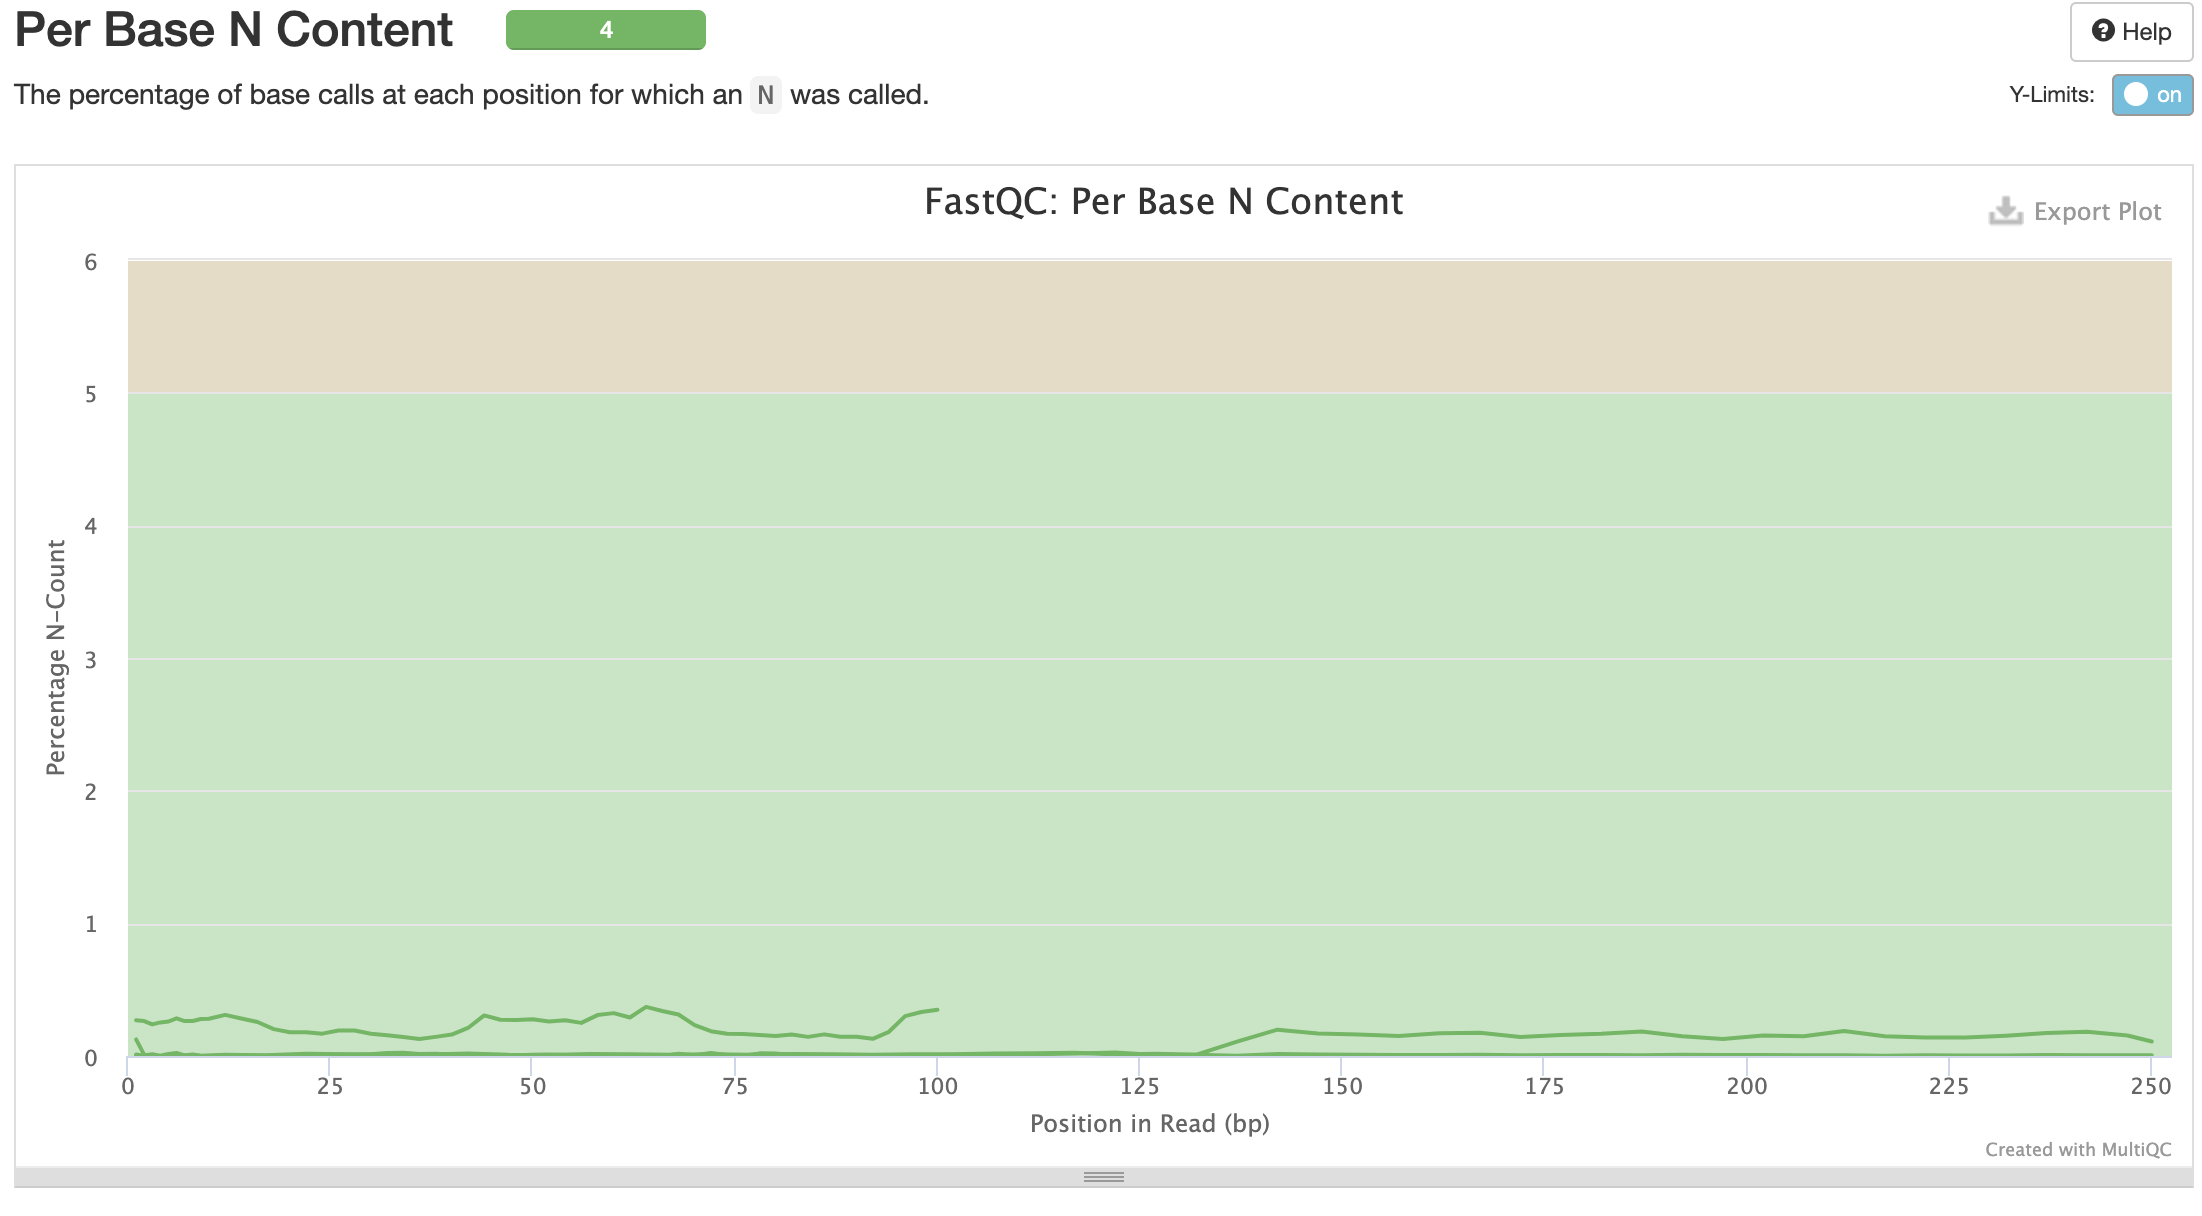 Per Base N Content 4
Help
The percentage of base calls at each position for which an N was called.
Y-Limits: on
FastQC: Per Base N Content
Export Plot
6
5
4
3
2
1
0
Percentage N-Count
0 25 50 75 100 125 150 175 200 225 250
Position in Read (bp)
Created with MultiQC